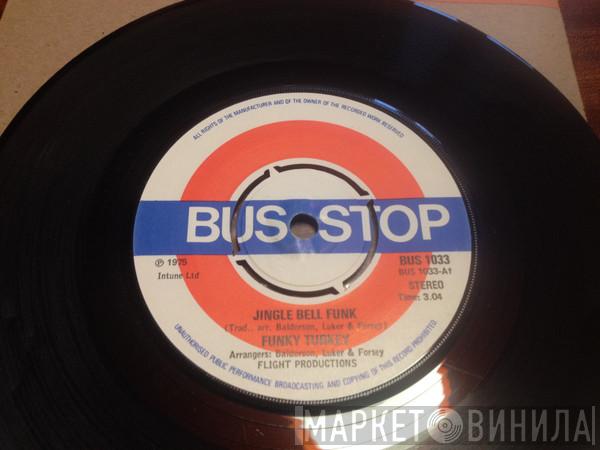 ALL RIGHTS OF THE MANUFACTURER AND OF THE OWNER OF THE RECORDED WORK RESERVED
BUS STOP
℗ 1975
Intune Ltd
BUS 1033
BUS 1033-A1
STEREO
Time: 3.04
JINGLE BELL FUNK
(Trad., arr. Balderson, Luker & Forsey)
FUNKY TURKEY
Arrangers: Balderson, Luker & Forsey
FLIGHT PRODUCTIONS
UNAUTHORISED PUBLIC PERFORMANCE BROADCASTING AND COPYING OF THIS RECORD PROHIBITED.
МАРКЕТ ВИНИЛА